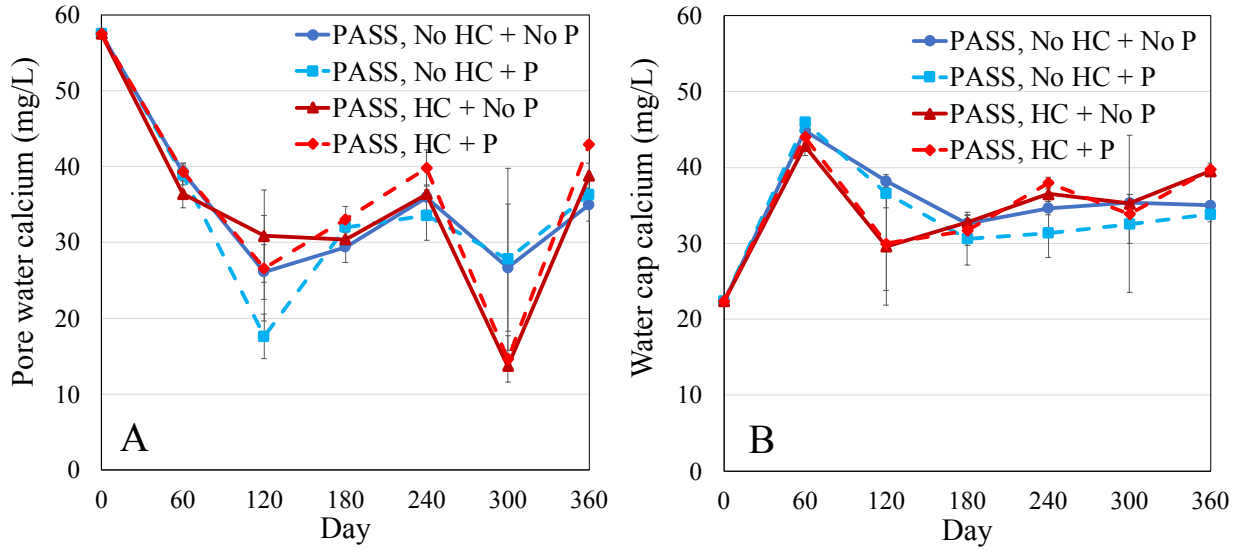 Pore water calcium (mg/L)
60
50
40
30
20
10
0
PASS, No HC + No P
PASS, No HC + P
PASS, HC + No P
PASS, HC + P
A
0 60 120 180 240 300 360
Day
Water cap calcium (mg/L)
60
50
40
30
20
10
0
PASS, No HC + No P
PASS, No HC + P
PASS, HC + No P
PASS, HC + P
B
0 60 120 180 240 300 360
Day